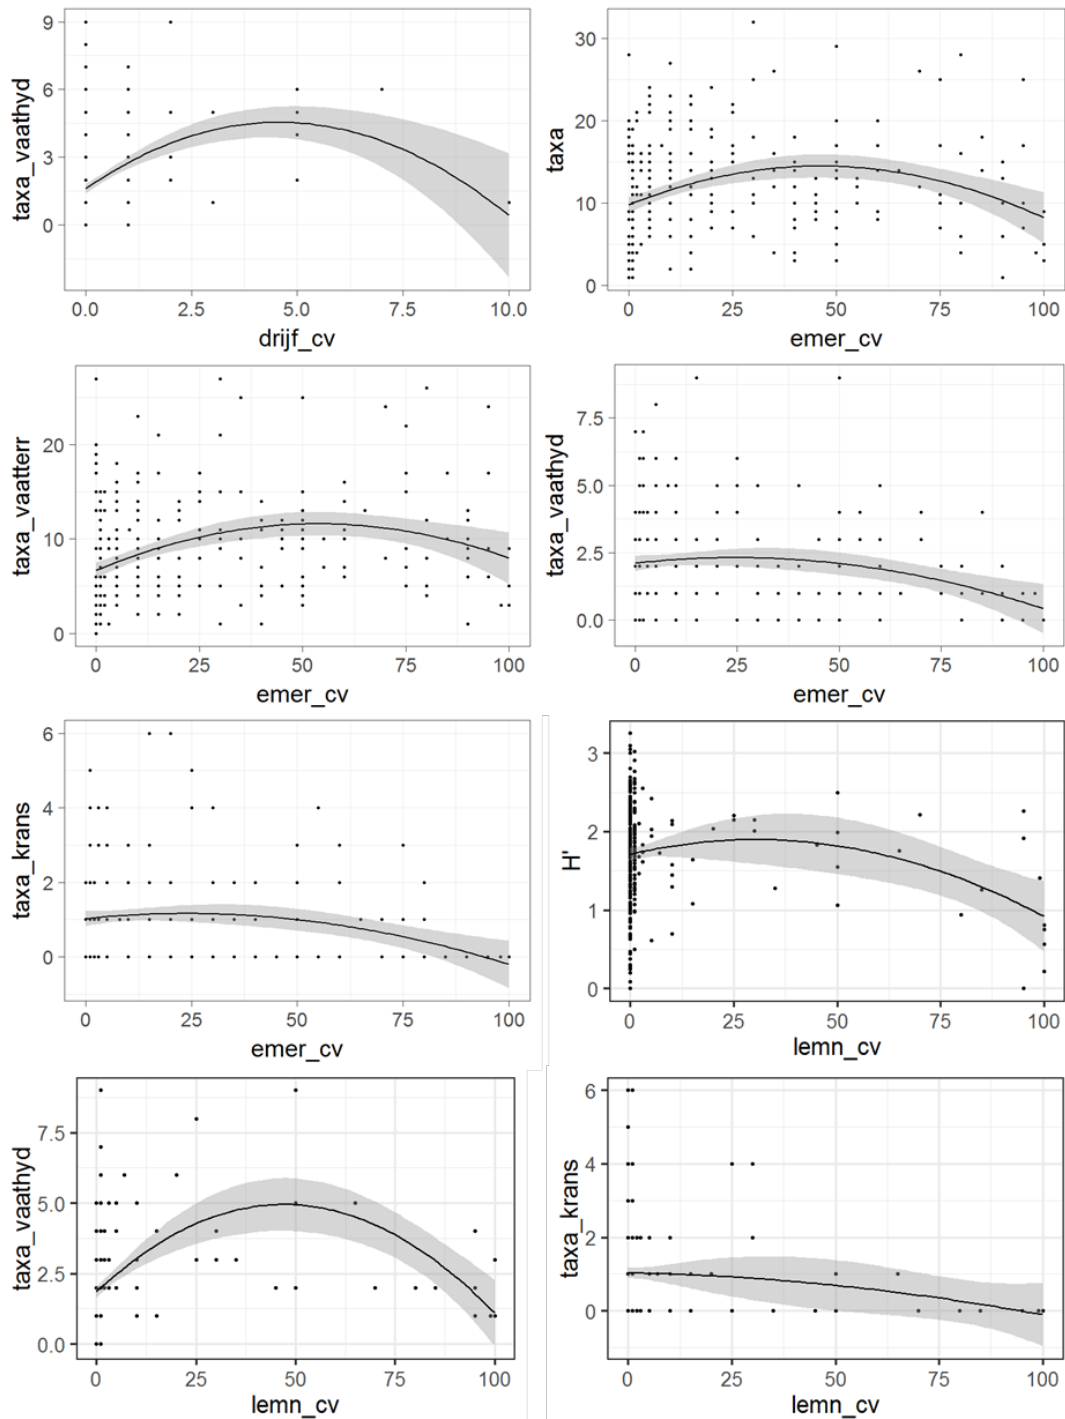 9
6
3
0
taxa_vaathyd
0.0 2.5 5.0 7.5 10.0
drijf_cv
30
20
10
0
taxa
0 25 50 75 100
emer_cv
20
10
0
taxa_vaatterr
0 25 50 75 100
emer_cv
7.5
5.0
2.5
0.0
taxa_vaathyd
0 25 50 75 100
emer_cv
6
4
2
0
taxa_krans
0 25 50 75 100
emer_cv
3
2
1
0
H'
0 25 50 75 100
lemn_cv
7.5
5.0
2.5
0.0
taxa_vaathyd
0 25 50 75 100
lemn_cv
6
4
2
0
taxa_krans
0 25 50 75 100
lemn_cv